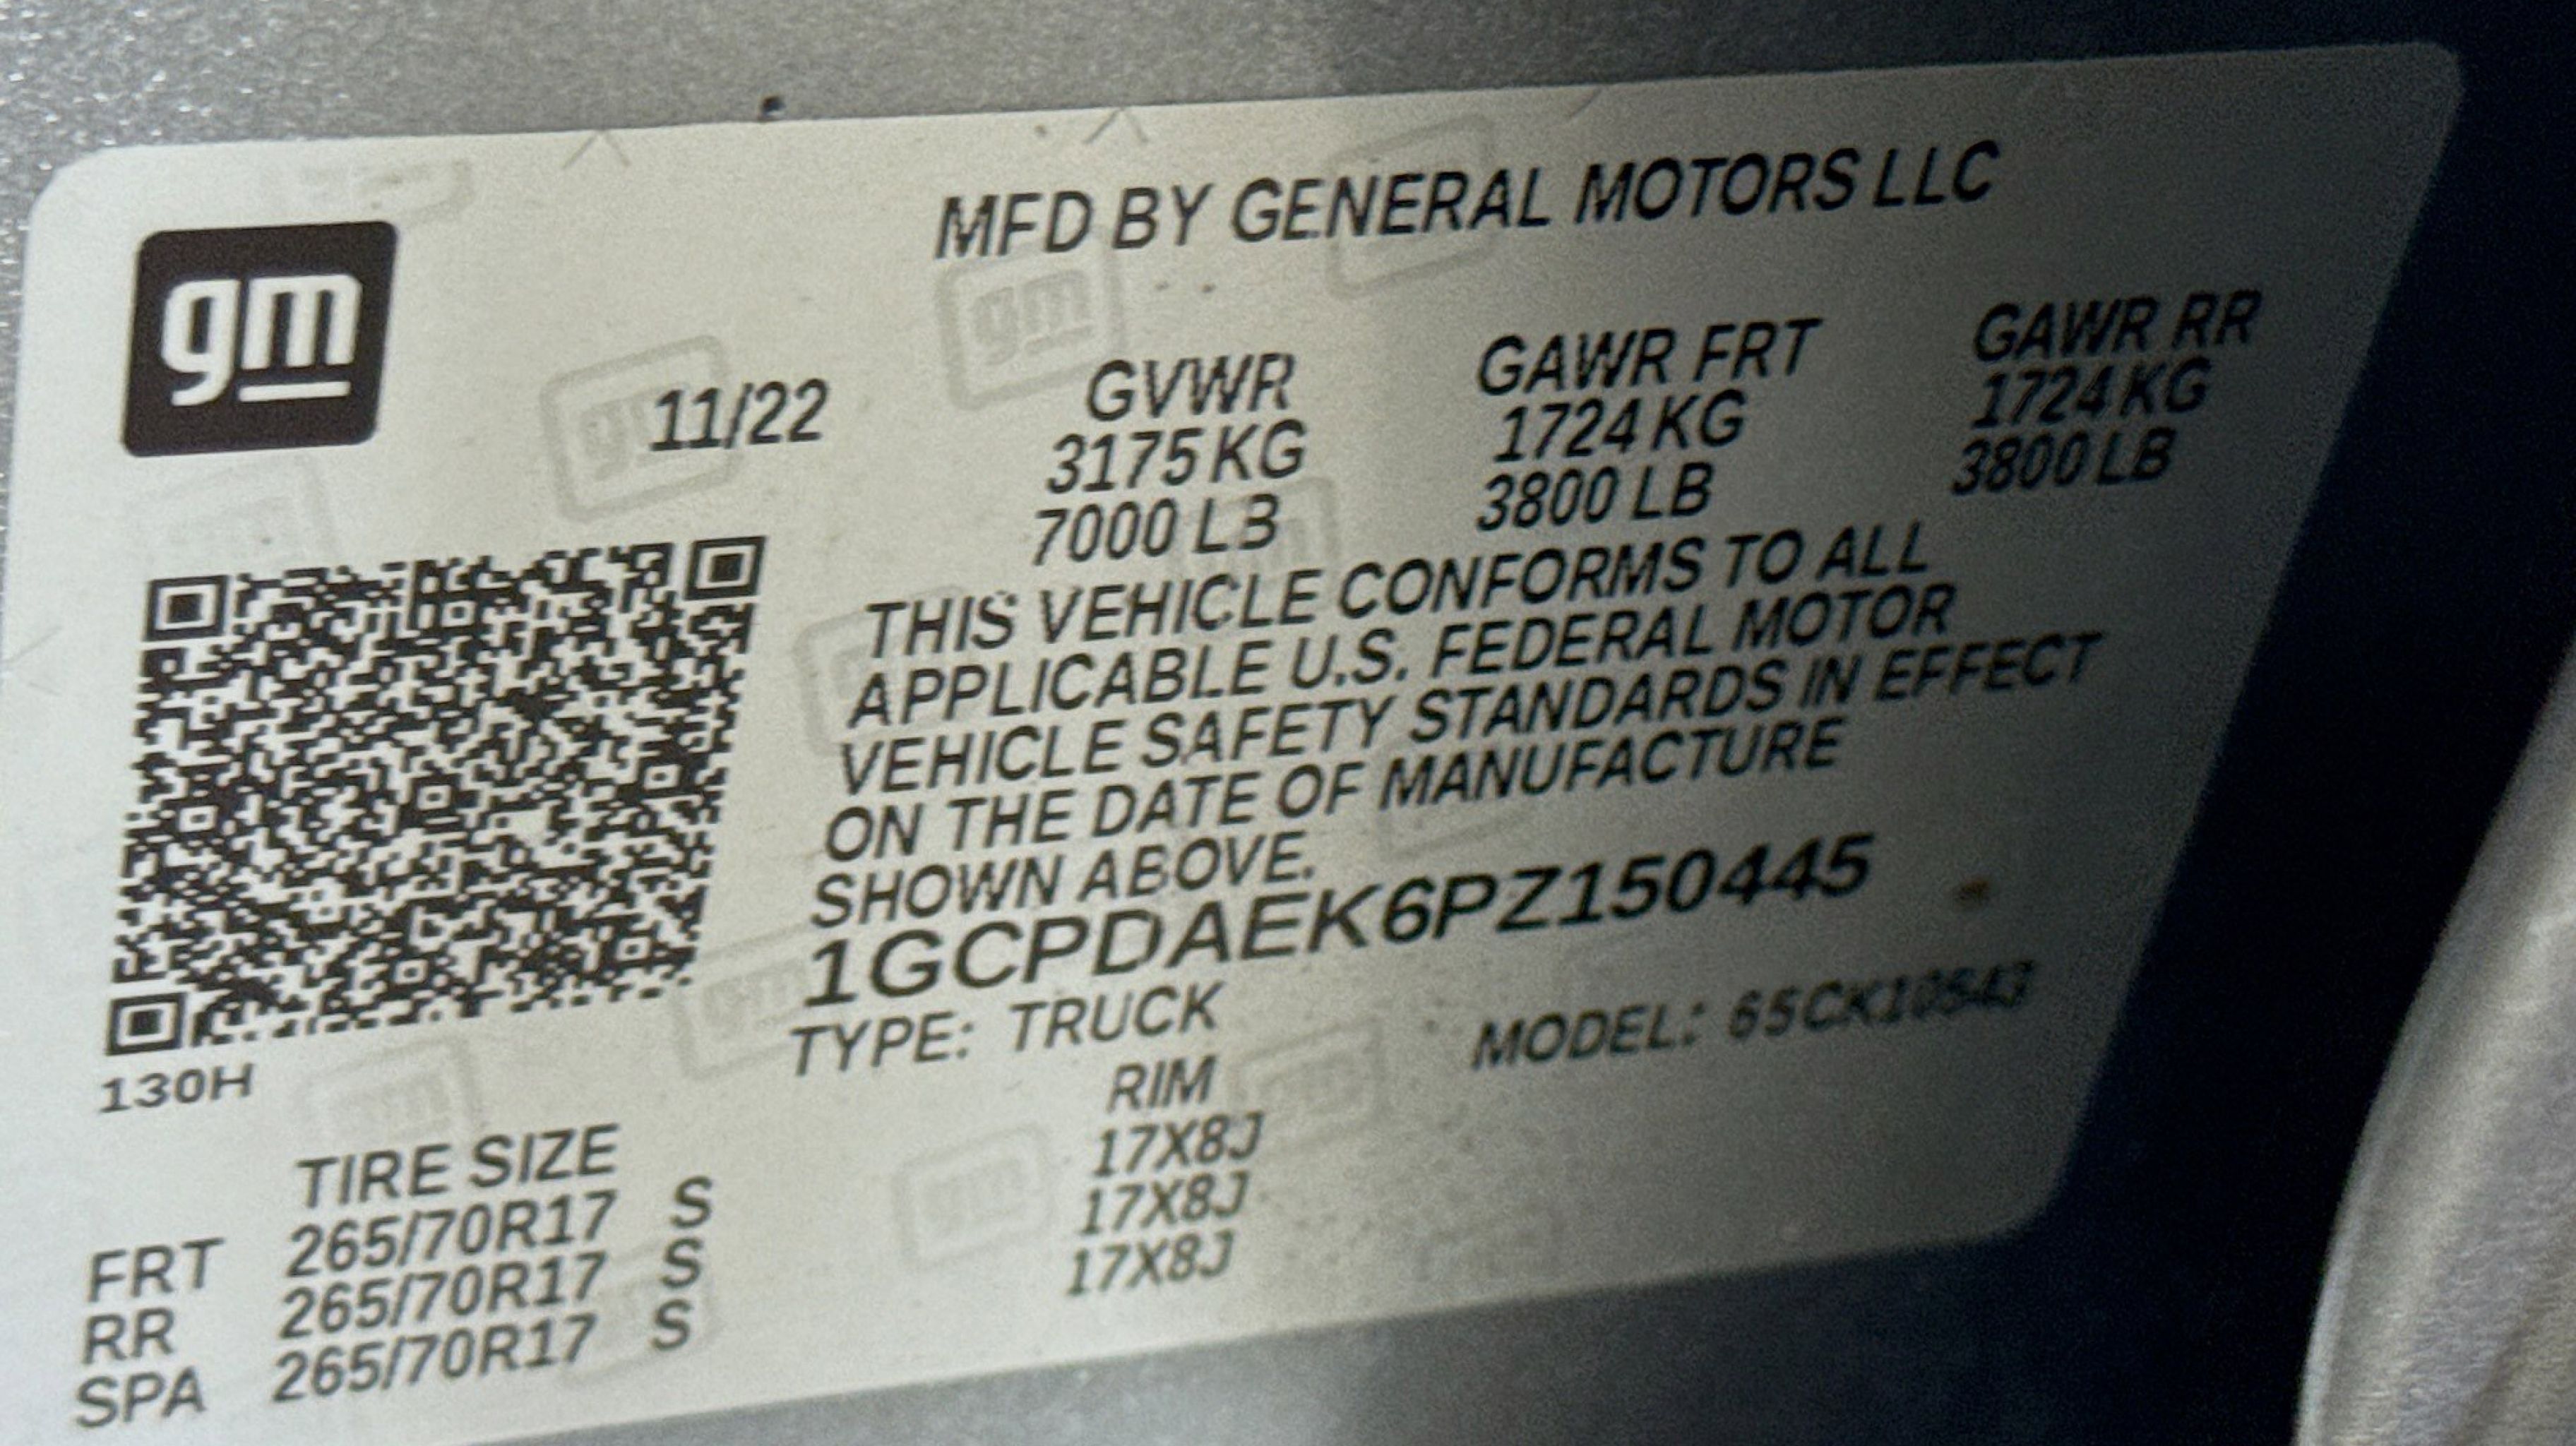 gm
MFD BY GENERAL MOTORS LLC
11/22
GVWR GAWR FRT GAWR RR
3175 KG 1724 KG 1724 KG
7000 LB 3800 LB 3800 LB
THIS VEHICLE CONFORMS TO ALL
APPLICABLE U.S. FEDERAL MOTOR
VEHICLE SAFETY STANDARDS IN EFFECT
ON THE DATE OF MANUFACTURE
SHOWN ABOVE.
1GCPDAEK6PZ150445
TYPE: TRUCK MODEL: 65CK10543
130H
TIRE SIZE RIM
FRT 265/70R17 S 17X8J
RR 265/70R17 S 17X8J
SPA 265/70R17 S 17X8J